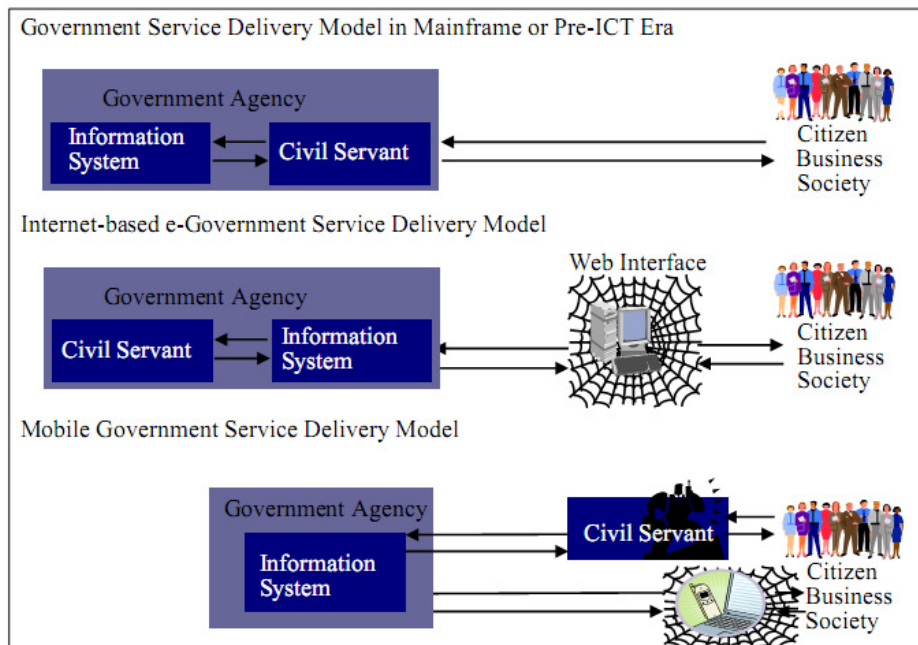 Government Service Delivery Model in Mainframe or Pre-ICT Era
Government Agency
Information
System
Civil Servant
Citizen
Business
Society
Internet-based e-Government Service Delivery Model
Web Interface
Government Agency
Civil Servant
Information
System
Citizen
Business
Society
Mobile Government Service Delivery Model
Government Agency
Civil Servant
Information
System
Citizen
Business
Society